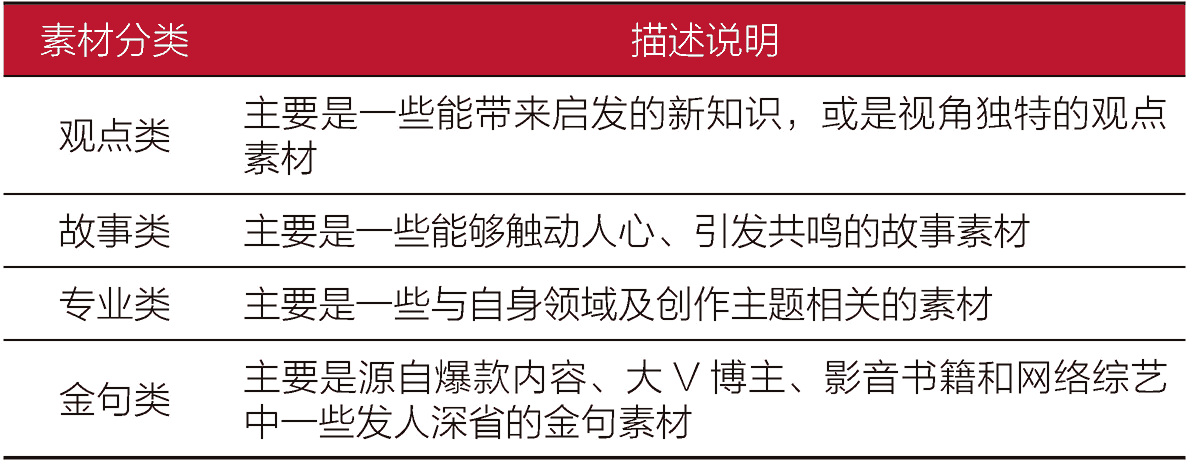 素材分类 描述说明
观点类 主要是一些能带来启发的新知识，或是视角独特的观点
素材
故事类 主要是一些能够触动人心、引发共鸣的故事素材
专业类 主要是一些与自身领域及创作主题相关的素材
金句类 主要是源自爆款内容、大 V 博主、影音书籍和网络综艺
中一些发人深省的金句素材